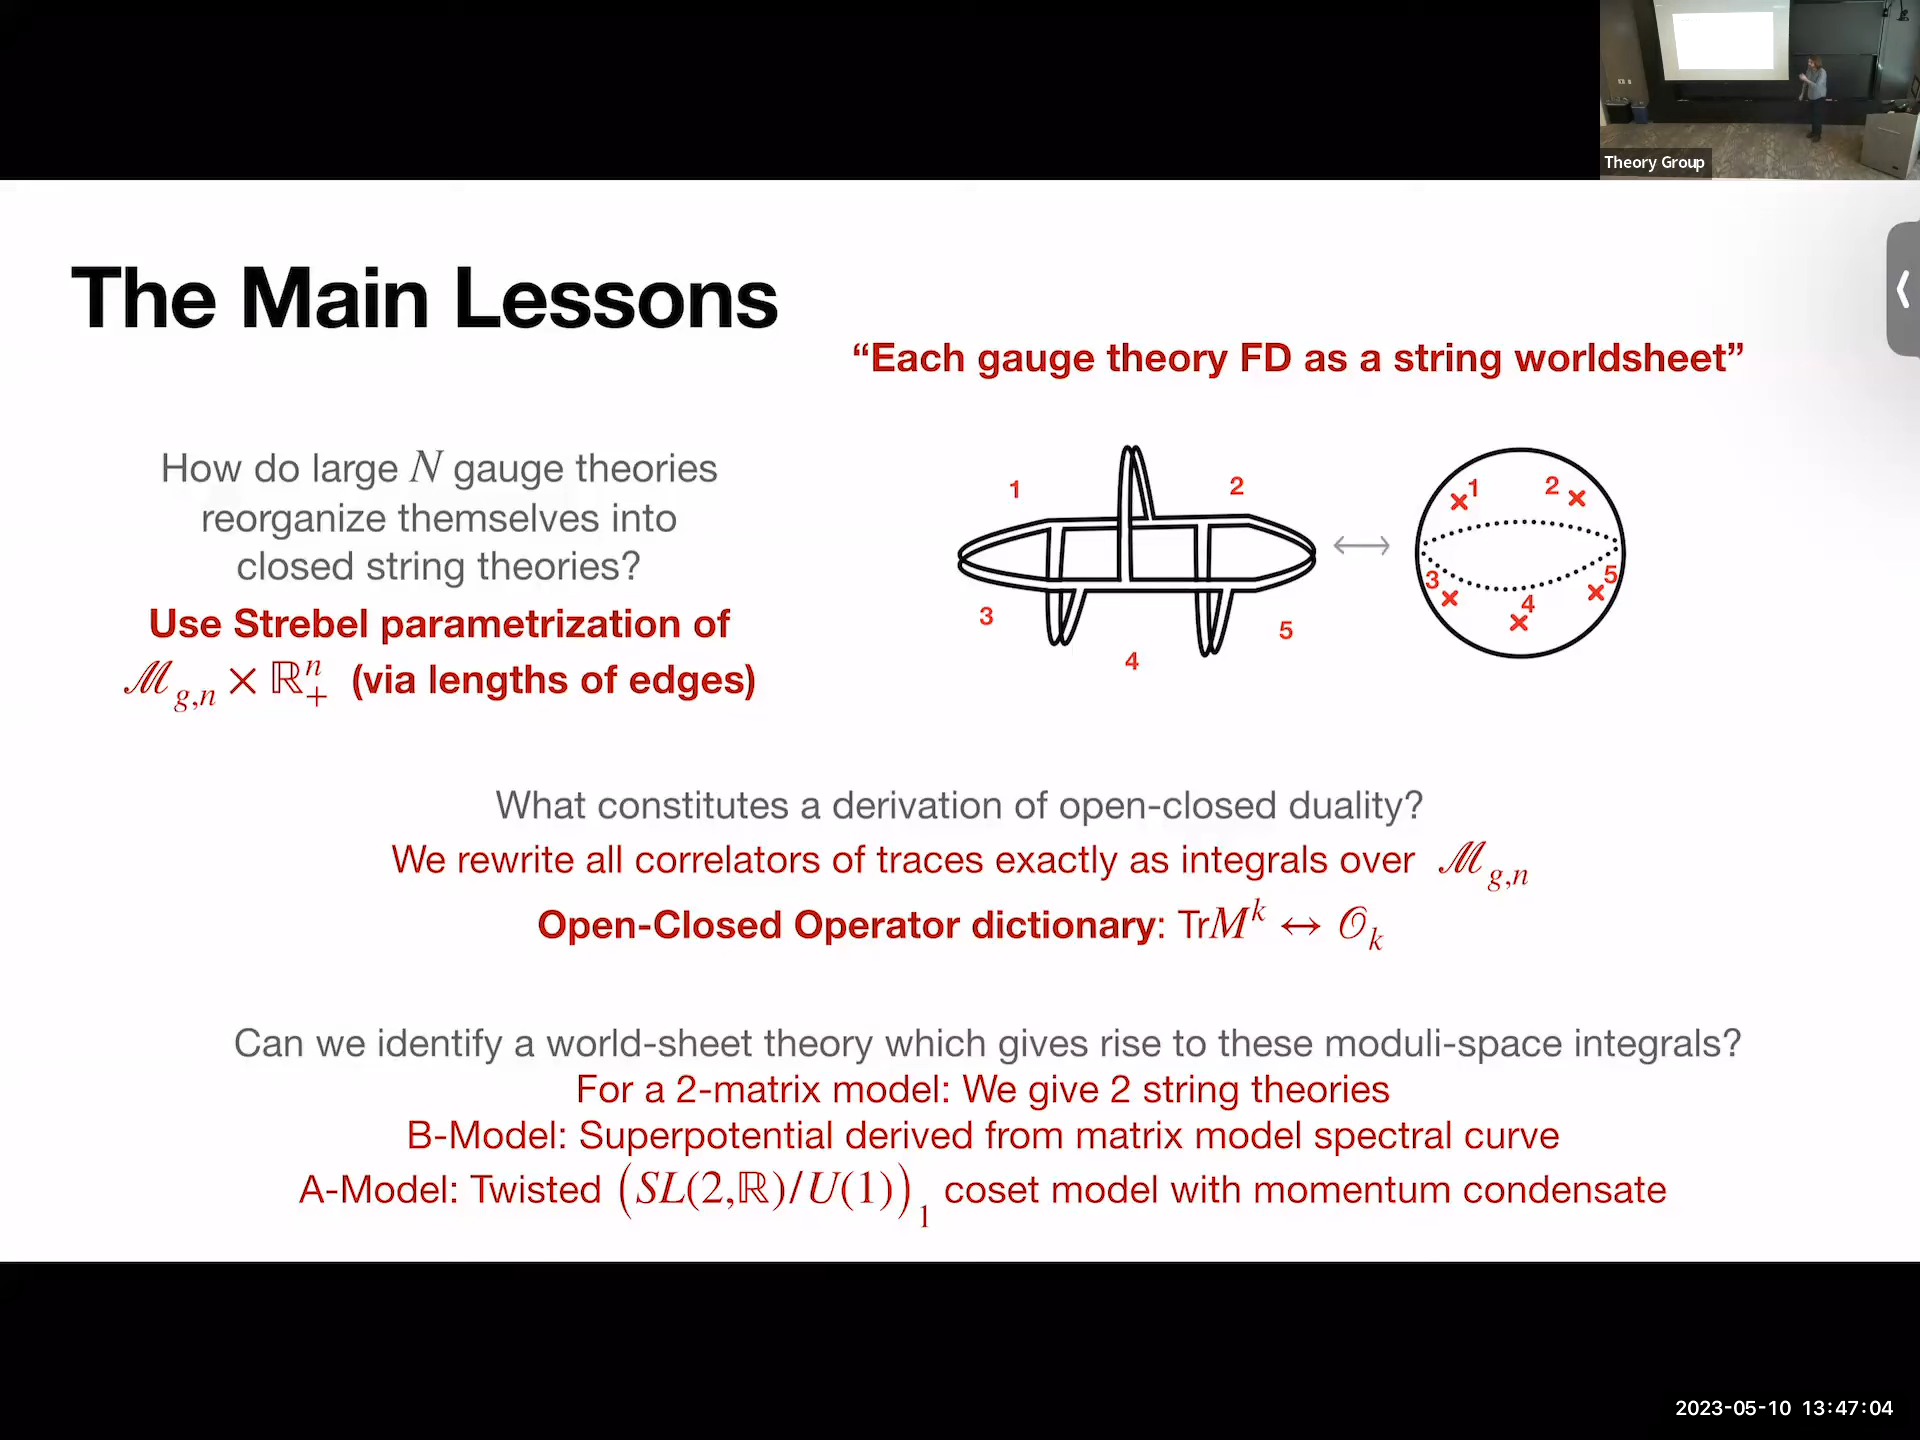 Theory Group
The Main Lessons
“Each gauge theory FD as a string worldsheet”
How do large N gauge theories
reorganize themselves into
closed string theories?
Use Strebel parametrization of
ℳ_{g,n} × ℝ^n_+ (via lengths of edges)
1
2
3
4
5
1
2
3
4
5
What constitutes a derivation of open-closed duality?
We rewrite all correlators of traces exactly as integrals over ℳ_{g,n}
Open-Closed Operator dictionary: TrM^k ↔ 𝒪_k
Can we identify a world-sheet theory which gives rise to these moduli-space integrals?
For a 2-matrix model: We give 2 string theories
B-Model: Superpotential derived from matrix model spectral curve
A-Model: Twisted (SL(2,ℝ)/U(1))_1 coset model with momentum condensate
2023-05-10 13:47:04